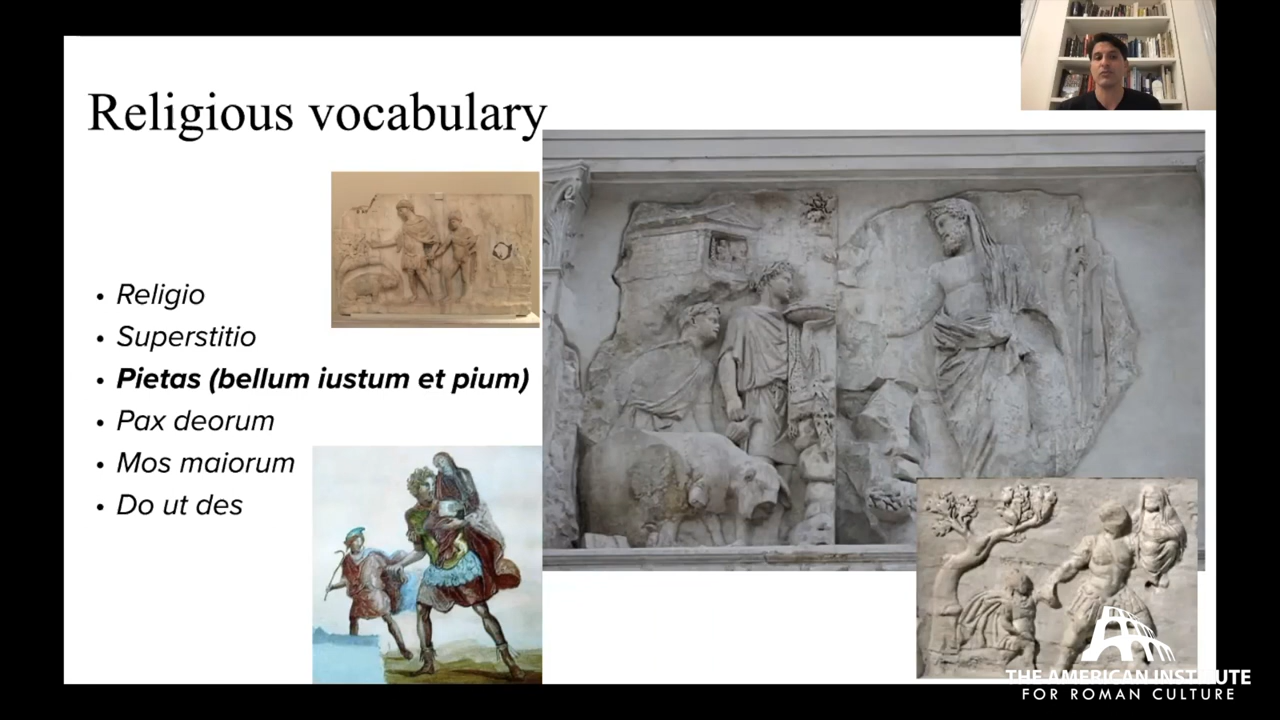 Religious vocabulary
• Religio
• Superstitio
• Pietas (bellum iustum et pium)
• Pax deorum
• Mos maiorum
• Do ut des
THE AMERICAN INSTITUTE
FOR ROMAN CULTURE